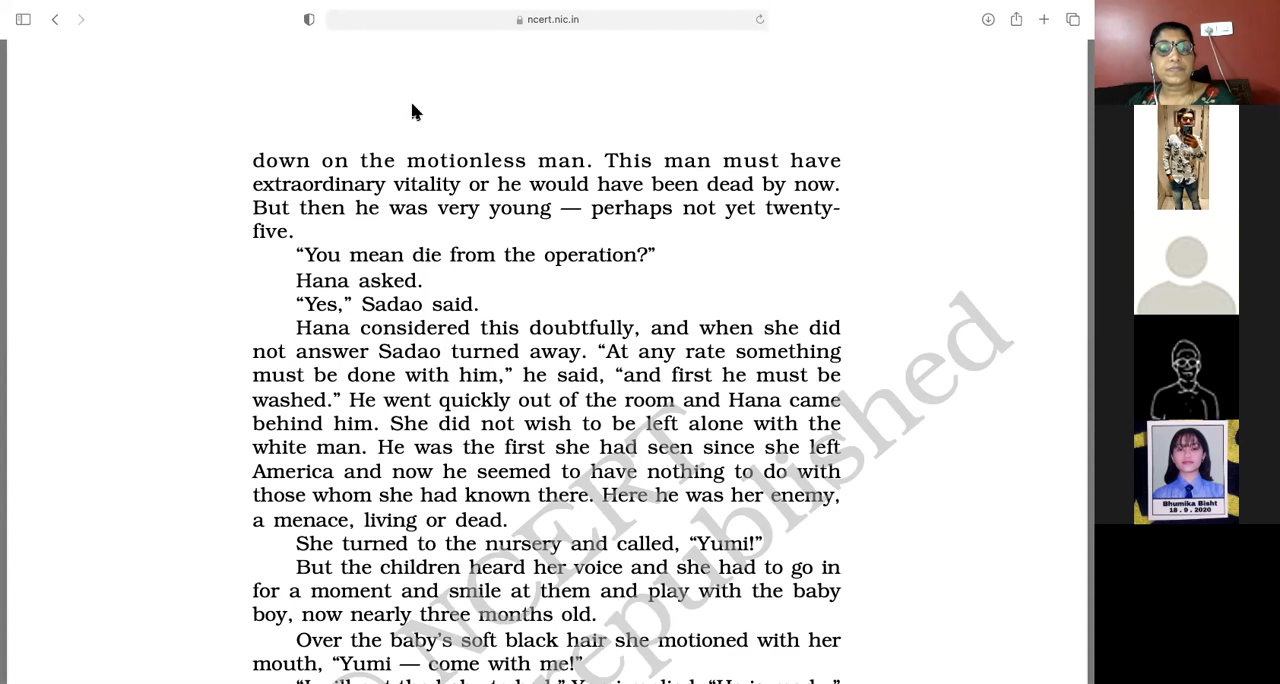 ncert.nic.in
down on the motionless man. This man must have
extraordinary vitality or he would have been dead by now.
But then he was very young — perhaps not yet twenty-
five.
“You mean die from the operation?”
Hana asked.
“Yes,” Sadao said.
Hana considered this doubtfully, and when she did
not answer Sadao turned away. “At any rate something
must be done with him,” he said, “and first he must be
washed.” He went quickly out of the room and Hana came
behind him. She did not wish to be left alone with the
white man. He was the first she had seen since she left
America and now he seemed to have nothing to do with
those whom she had known there. Here he was her enemy,
a menace, living or dead.
She turned to the nursery and called, “Yumi!”
But the children heard her voice and she had to go in
for a moment and smile at them and play with the baby
boy, now nearly three months old.
Over the baby’s soft black hair she motioned with her
mouth, “Yumi — come with me!”
NCERT
republished
Bhumika Bisht
18.9.2020